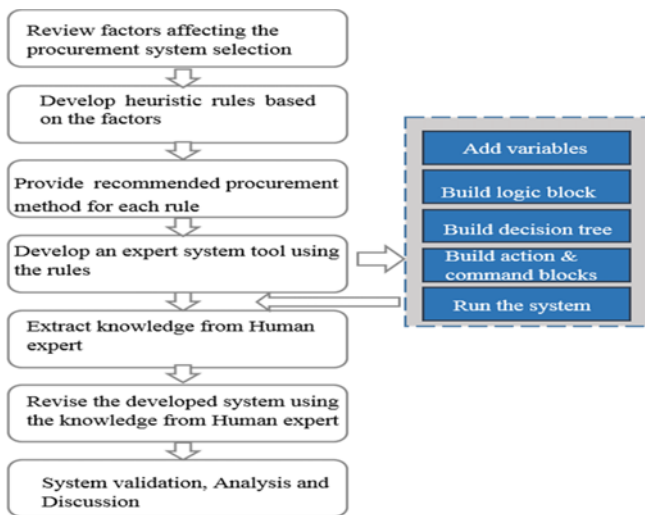 Review factors affecting the
procurement system selection
Develop heuristic rules based
on the factors
Provide recommended procurement
method for each rule
Develop an expert system tool using
the rules
Extract knowledge from Human
expert
Revise the developed system using
the knowledge from Human expert
System validation, Analysis and
Discussion
Add variables
Build logic block
Build decision tree
Build action &
command blocks
Run the system